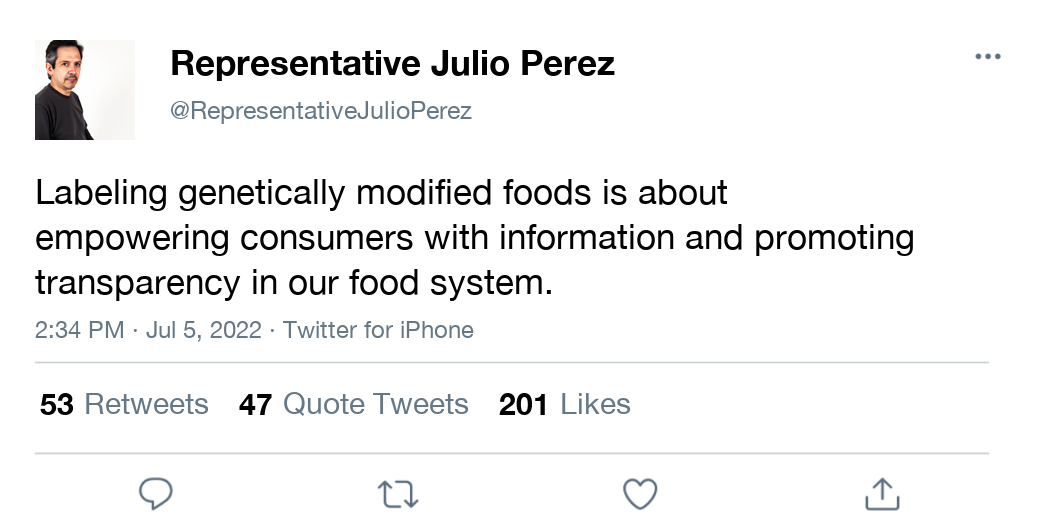 Representative Julio Perez
@RepresentativeJulioPerez
Labeling genetically modified foods is about
empowering consumers with information and promoting
transparency in our food system.
2:34 PM · Jul 5, 2022 · Twitter for iPhone
53 Retweets 47 Quote Tweets 201 Likes